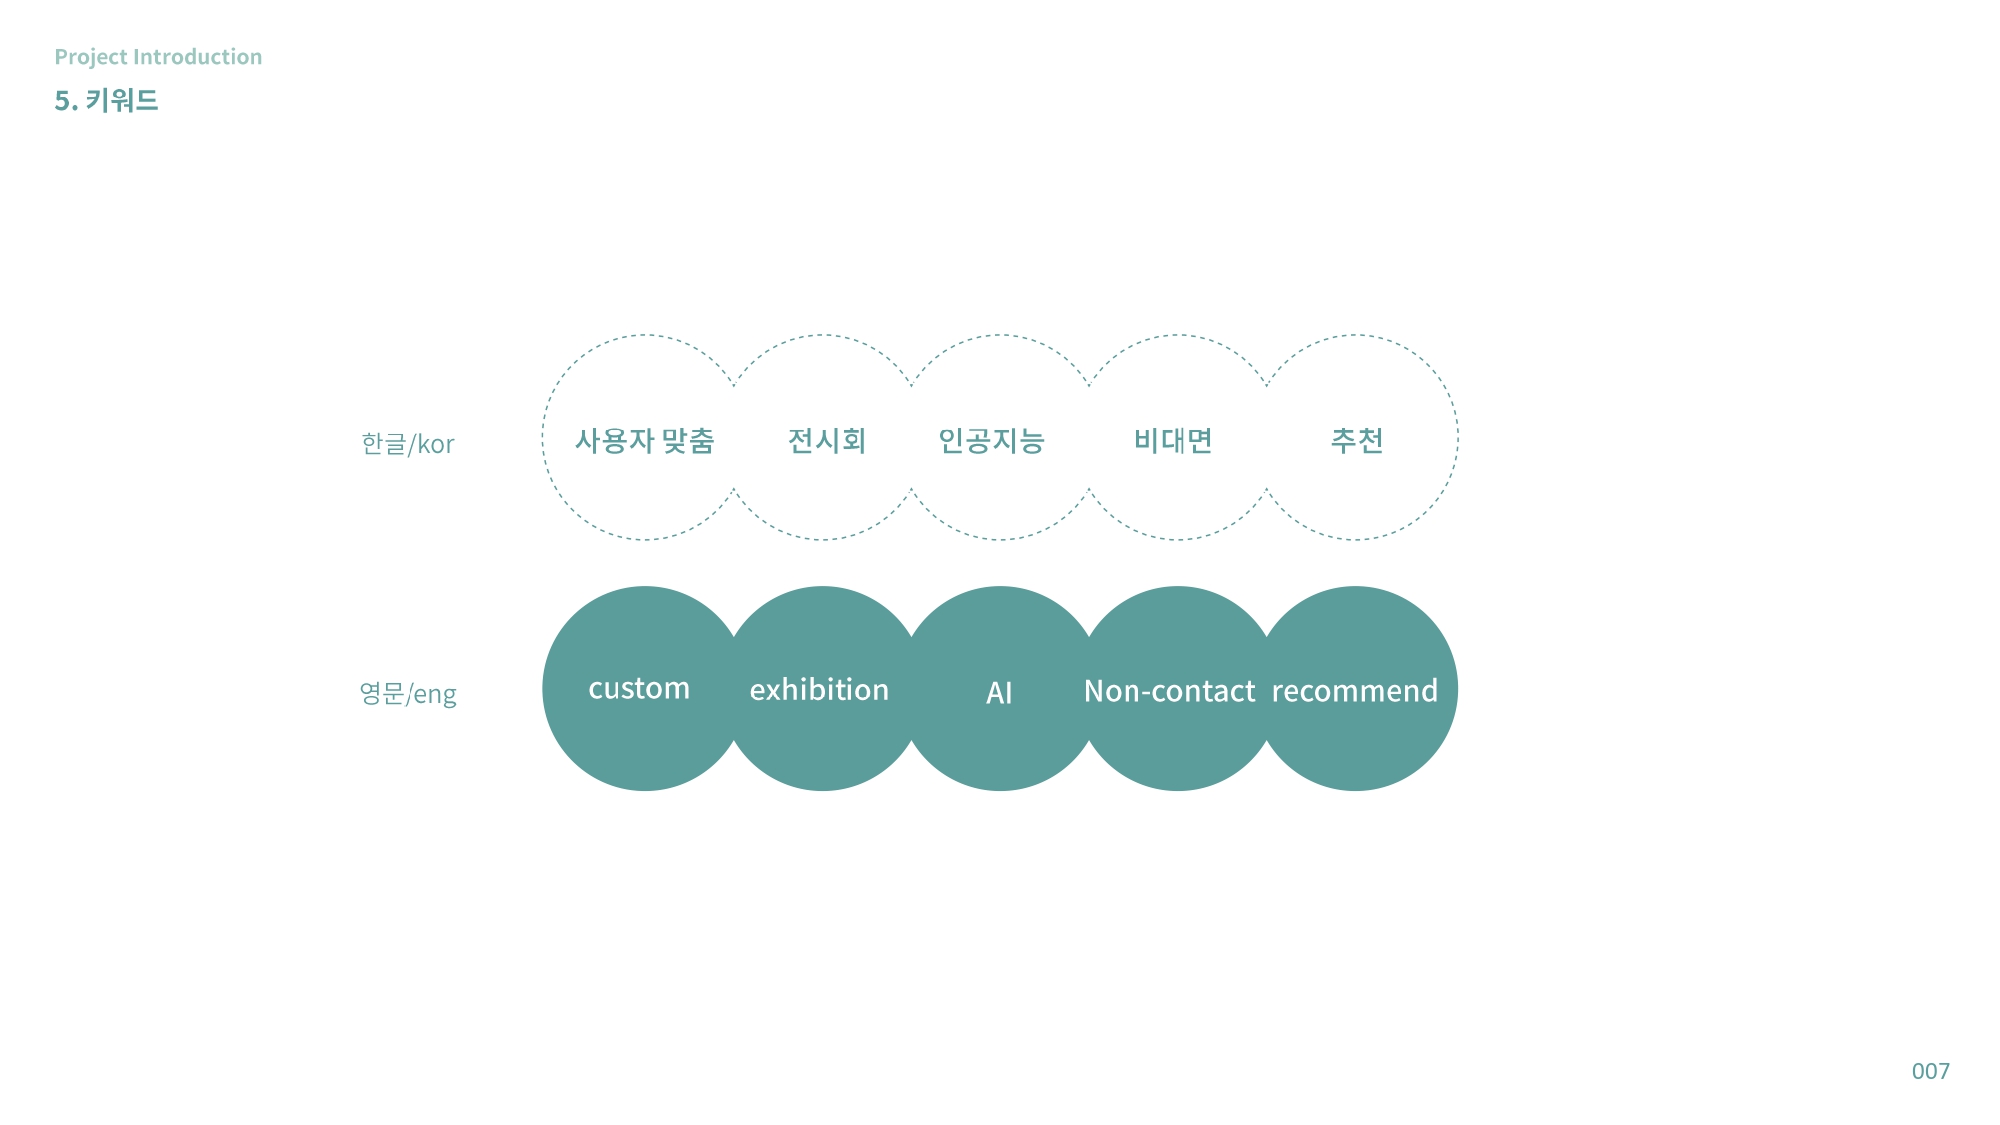 Project Introduction
5. 키워드
한글/kor
사용자 맞춤 전시회 인공지능 비대면 추천
영문/eng
custom exhibition AI Non-contact recommend
007